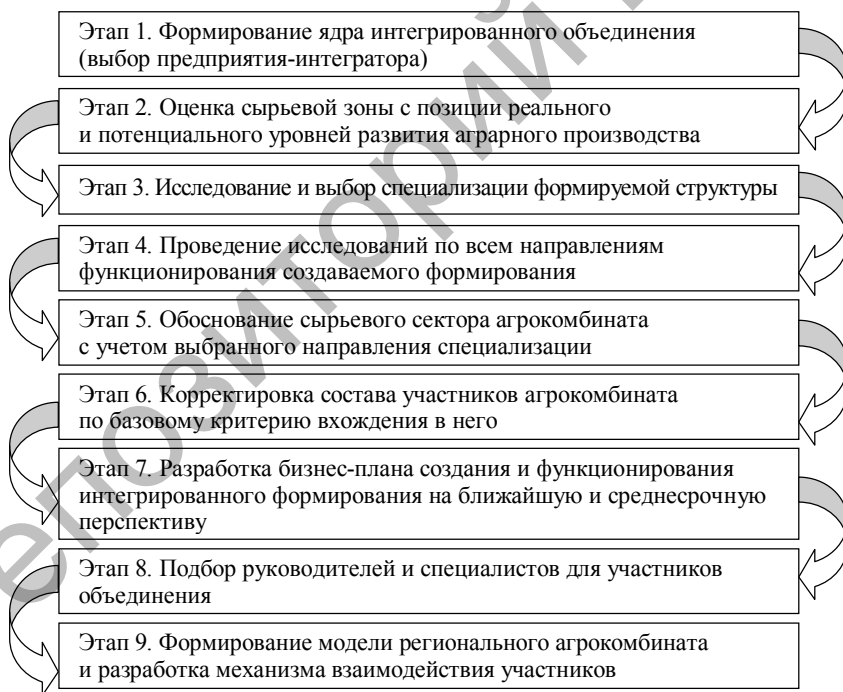 Этап 1. Формирование ядра интегрированного объединения
(выбор предприятия-интегратора)
Этап 2. Оценка сырьевой зоны с позиции реального
и потенциального уровней развития аграрного производства
Этап 3. Исследование и выбор специализации формируемой структуры
Этап 4. Проведение исследований по всем направлениям
функционирования создаваемого формирования
Этап 5. Обоснование сырьевого сектора агрокомбината
с учетом выбранного направления специализации
Этап 6. Корректировка состава участников агрокомбината
по базовому критерию вхождения в него
Этап 7. Разработка бизнес-плана создания и функционирования
интегрированного формирования на ближайшую и среднесрочную
перспективу
Этап 8. Подбор руководителей и специалистов для участников
объединения
Этап 9. Формирование модели регионального агрокомбината
и разработка механизма взаимодействия участников
епозиторий